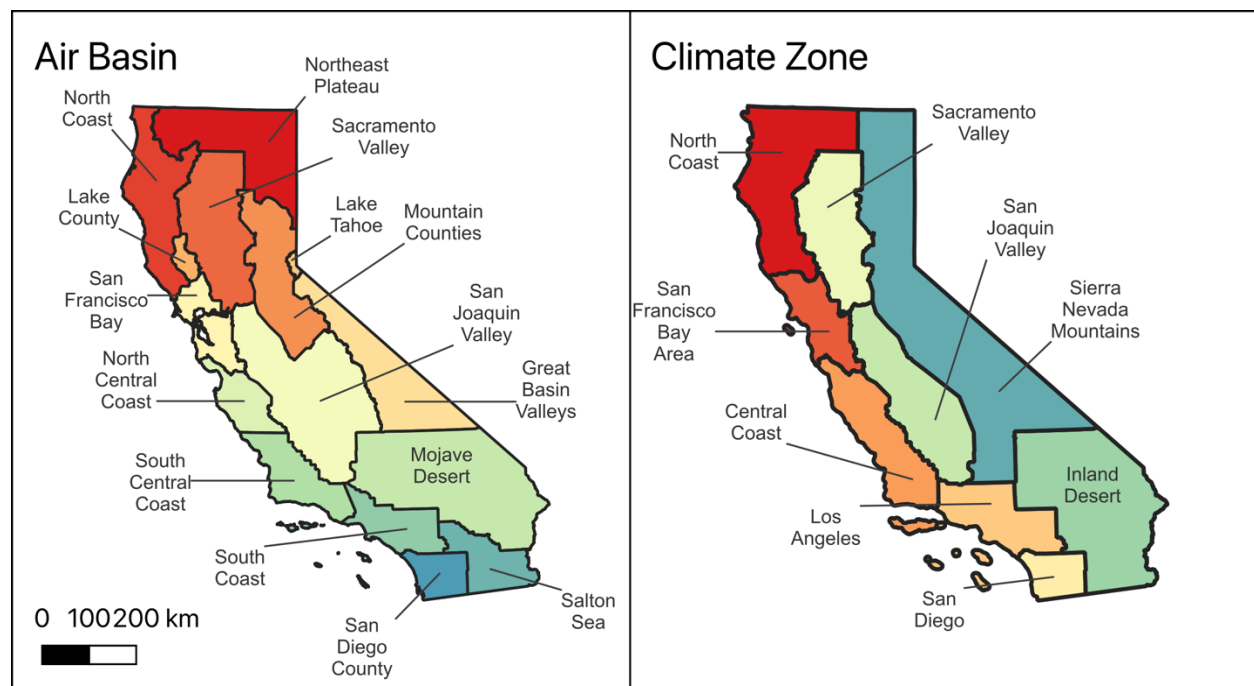 Air Basin
Northeast
Plateau
North
Coast
Sacramento
Valley
Lake
County
Lake
Tahoe
Mountain
Counties
San
Francisco
Bay
San
Joaquin
Valley
North
Central
Coast
Great
Basin
Valleys
South
Central
Coast
Mojave
Desert
South
Coast
Salton
Sea
San
Diego
County
0 100 200 km
Climate Zone
Sacramento
Valley
North
Coast
San
Joaquin
Valley
San
Francisco
Bay
Area
Sierra
Nevada
Mountains
Central
Coast
Inland
Desert
Los
Angeles
San
Diego